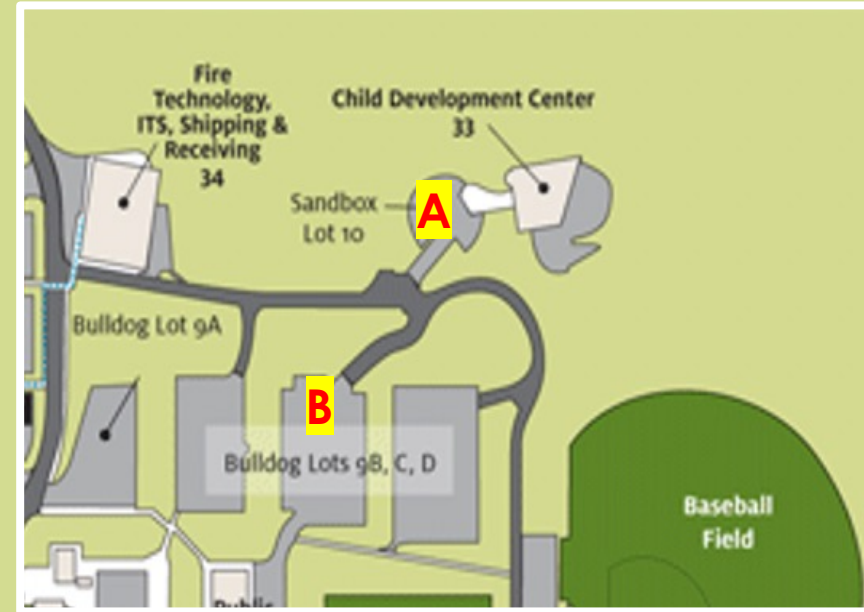 Fire
Technology,
ITS, Shipping &
Receiving
34
Child Development Center
33
Sandbox
Lot 10
A
Bulldog Lot 9A
B
Bulldog Lots 9B, C, D
Baseball
Field
Public